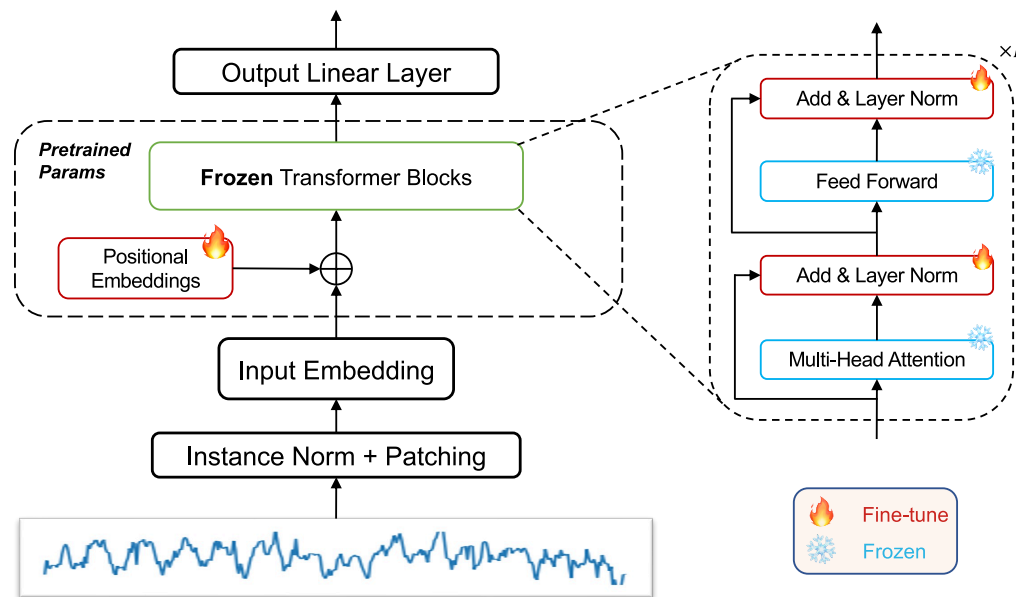 Output Linear Layer
Pretrained
Params
Frozen Transformer Blocks
Positional
Embeddings
Input Embedding
Instance Norm + Patching
Add & Layer Norm
Feed Forward
Add & Layer Norm
Multi-Head Attention
Fine-tune
Frozen